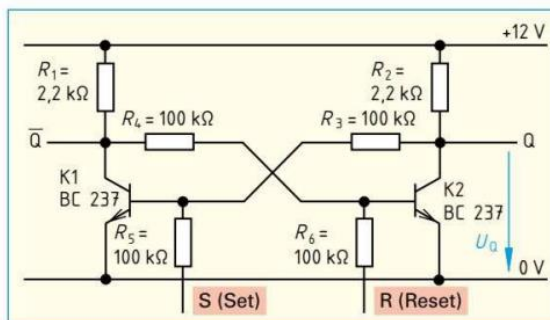 +12 V
R₁ =
2,2 kΩ
R₂ =
2,2 kΩ
Q̅
R₄ = 100 kΩ
R₃ = 100 kΩ
Q
K1
BC 237
K2
BC 237
R₅ =
100 kΩ
R₆ =
100 kΩ
U_Q
0 V
S (Set)
R (Reset)